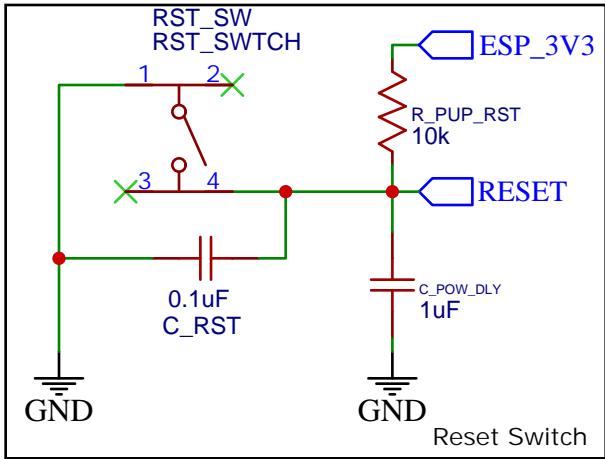 RST_SW
RST_SWTCH
1 2
3 4
ESP_3V3
R_PUP_RST
10k
RESET
0.1uF
C_RST
C_POW_DLY
1uF
GND
GND
Reset Switch